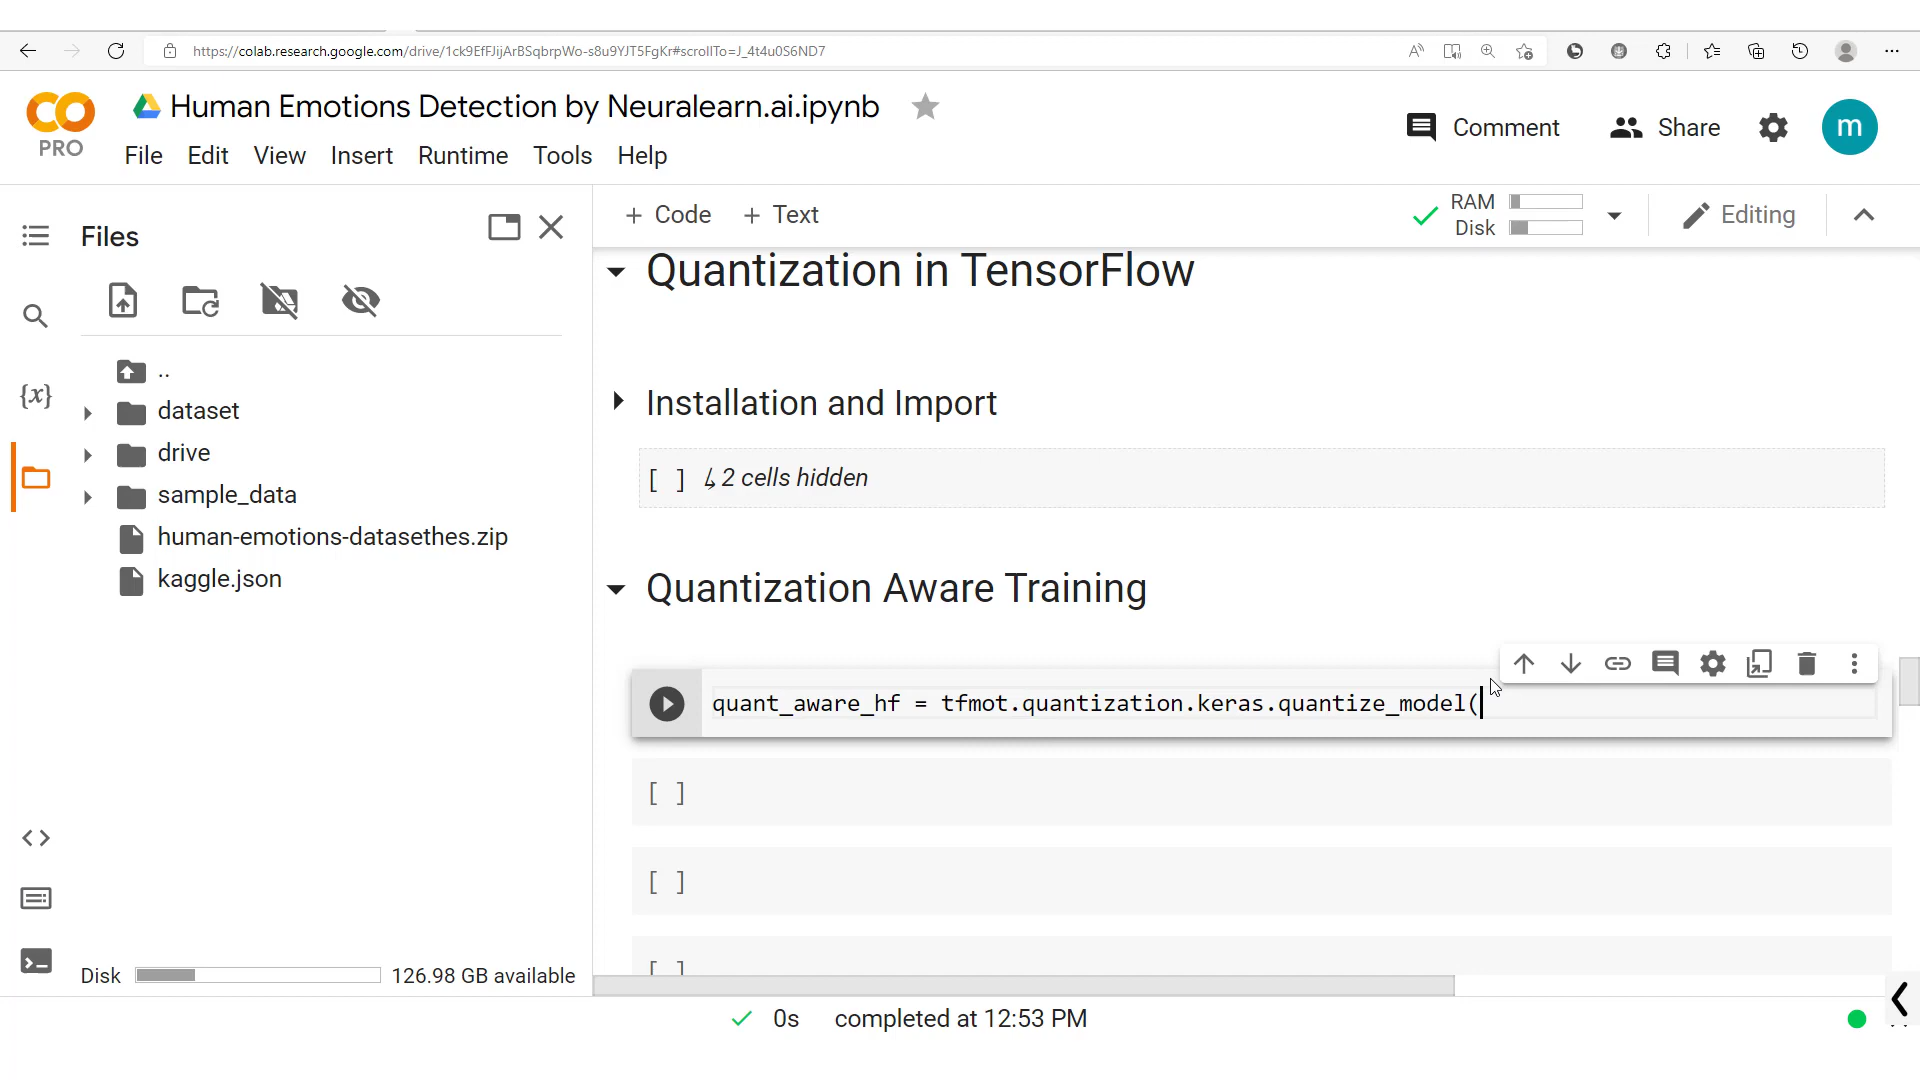 https://colab.research.google.com/drive/1ck9EfFJijArBSqbrpWo-s8u9YJT5FgKr#scrollTo=J_4t4u0S6ND7
PRO
Human Emotions Detection by Neuralearn.ai.ipynb
File Edit View Insert Runtime Tools Help
Comment
Share
m
Files
+ Code + Text
RAM
Disk
Editing
..
dataset
drive
sample_data
human-emotions-datasethes.zip
kaggle.json
{x}
Disk
126.98 GB available
Quantization in TensorFlow
Installation and Import
[ ] ↳ 2 cells hidden
Quantization Aware Training
quant_aware_hf = tfmot.quantization.keras.quantize_model(
[ ]
[ ]
[ ]
0s completed at 12:53 PM